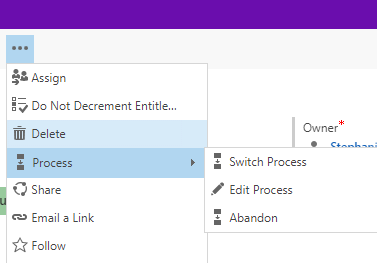 •••
Assign
Do Not Decrement Entitle...
Delete
Owner*
Process
Switch Process
Share
Edit Process
Email a Link
Abandon
Follow